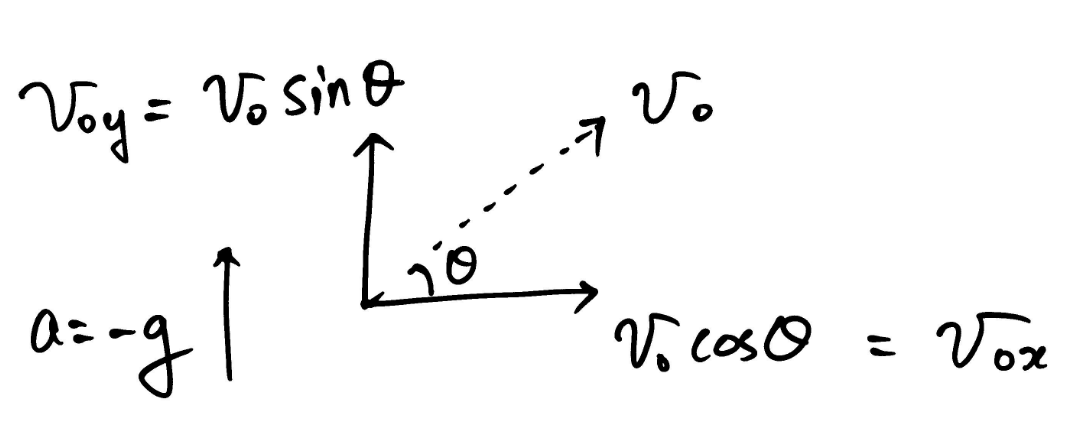 v₀y = v₀ sin θ
v₀
θ
a = -g
v₀ cos θ = v₀x